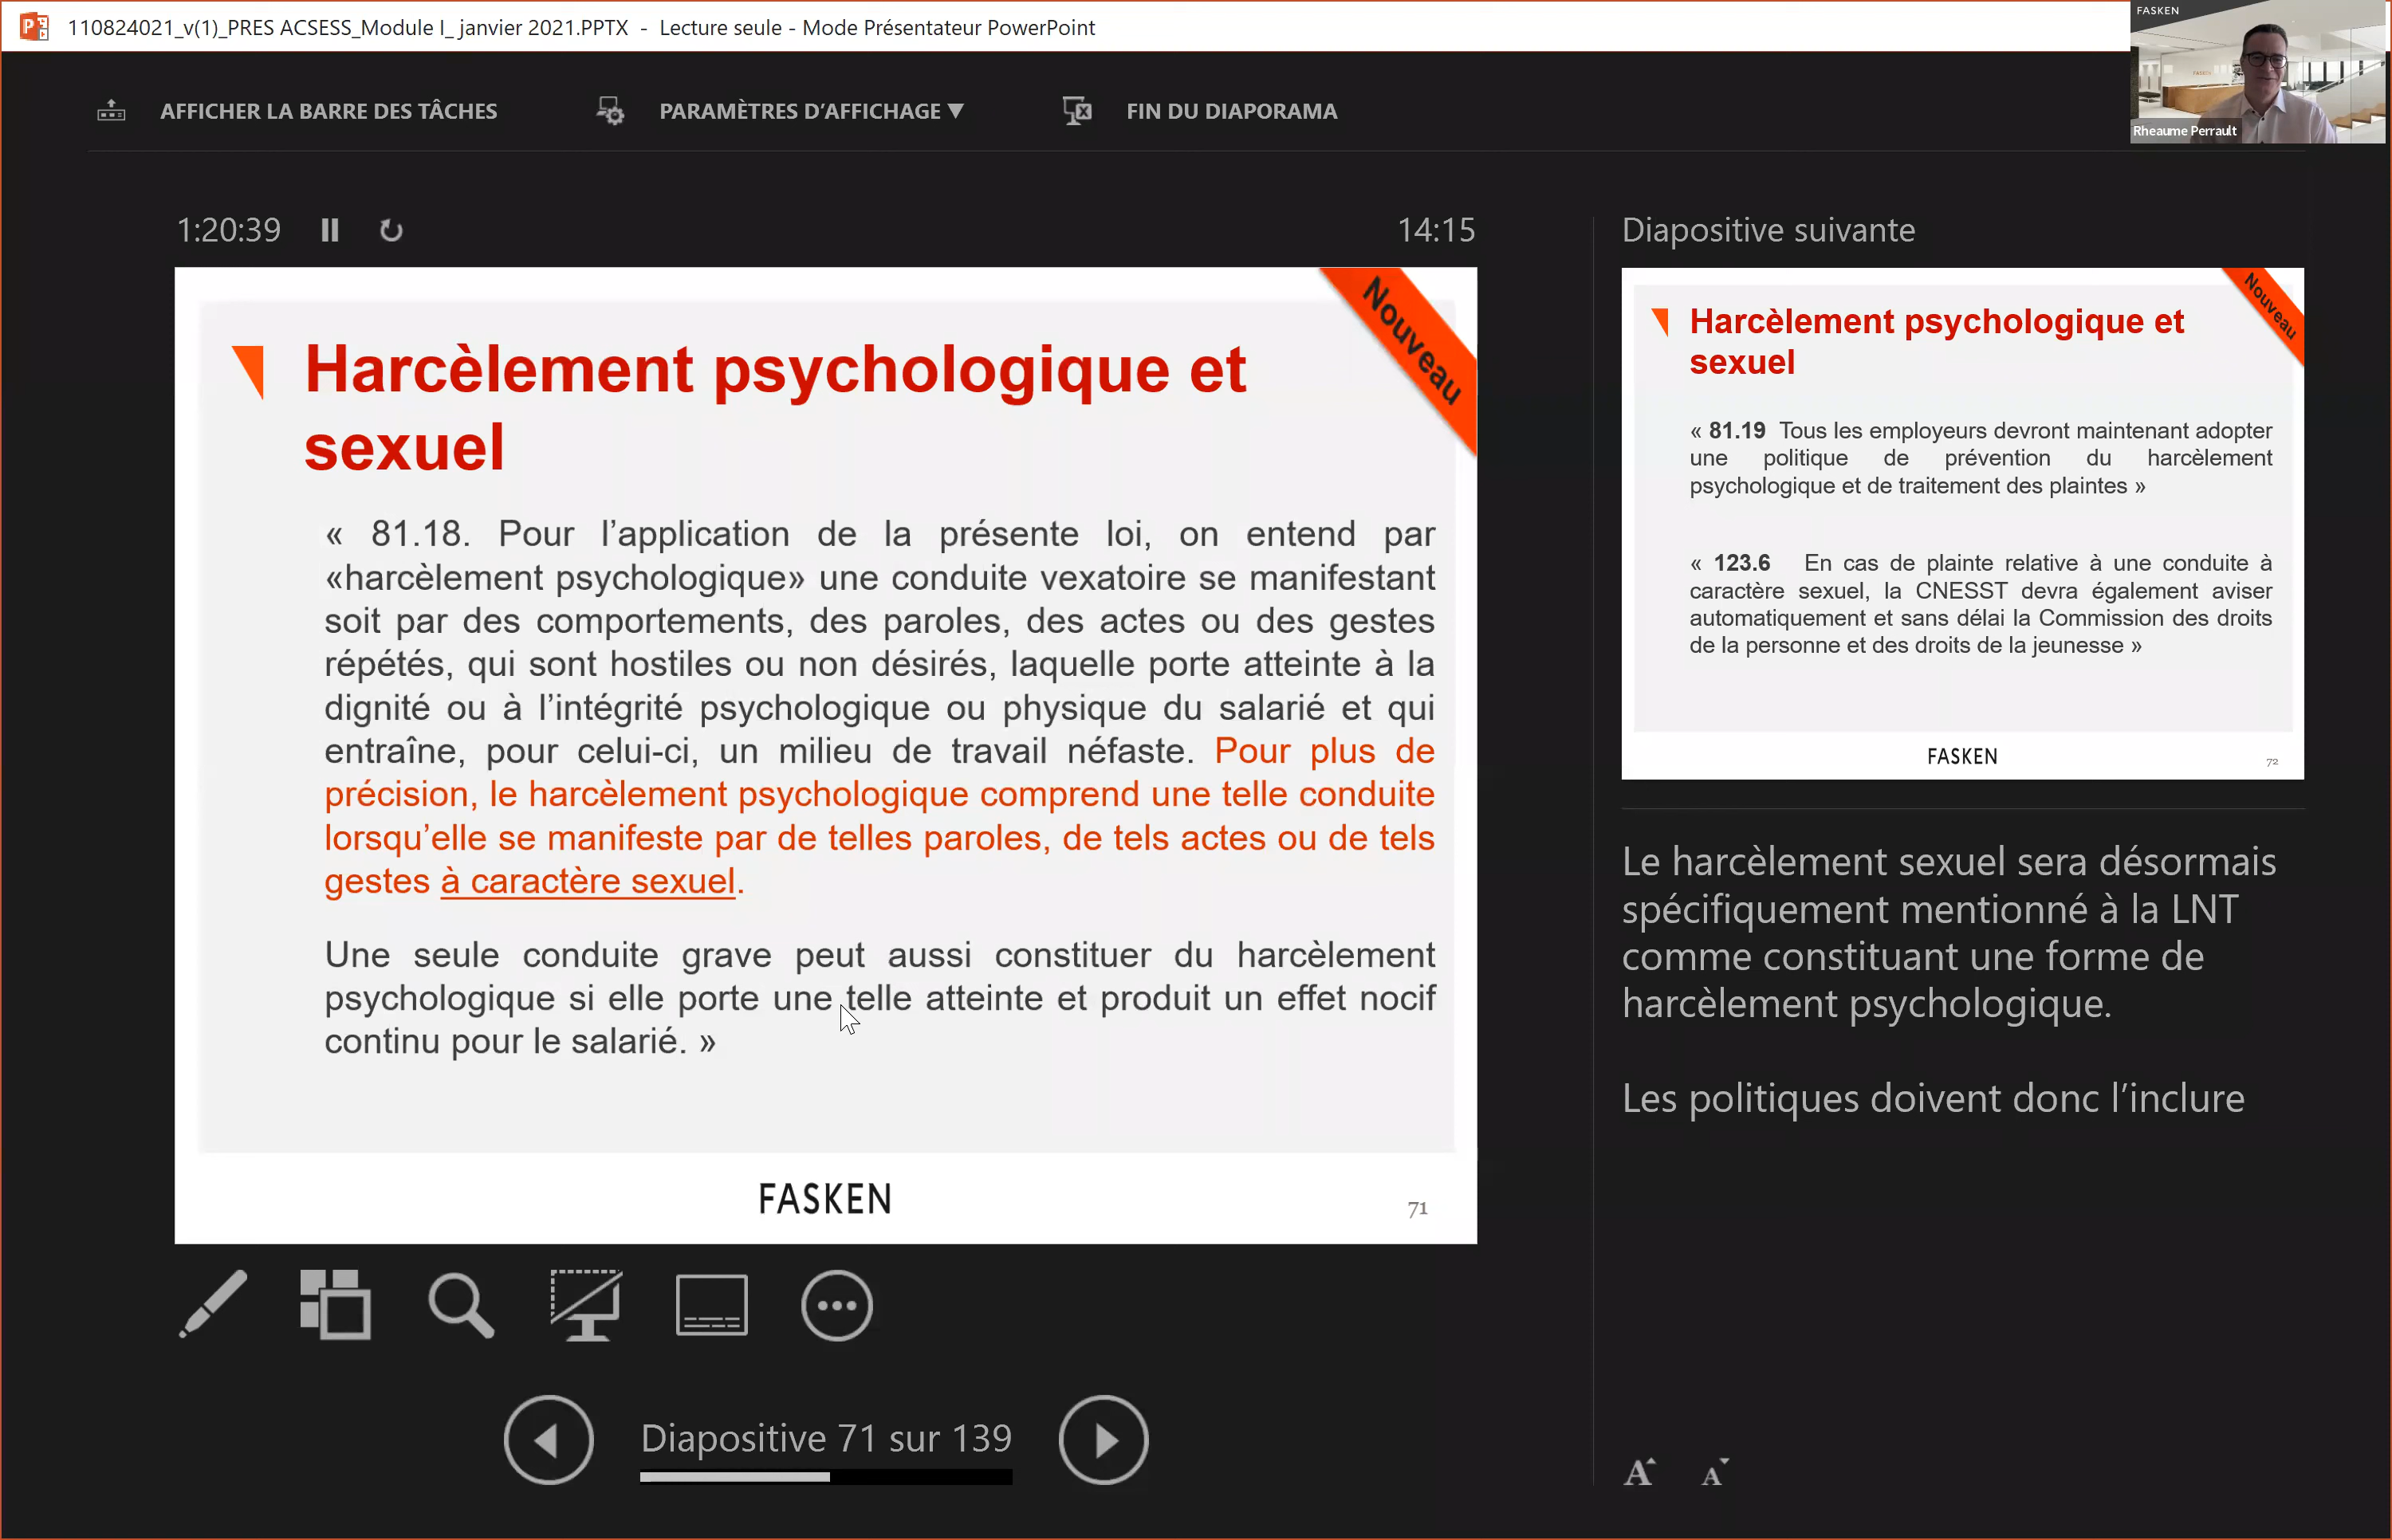 110824021_v(1)_PRES ACSESS_Module I_ janvier 2021.PPTX - Lecture seule - Mode Présentateur PowerPoint
FASKEN
Rheaume Perrault
AFFICHER LA BARRE DES TÂCHES
PARAMÈTRES D'AFFICHAGE ▼
FIN DU DIAPORAMA
1:20:39
14:15
Nouveau
Harcèlement psychologique et
sexuel
« 81.18. Pour l'application de la présente loi, on entend par
«harcèlement psychologique» une conduite vexatoire se manifestant
soit par des comportements, des paroles, des actes ou des gestes
répétés, qui sont hostiles ou non désirés, laquelle porte atteinte à la
dignité ou à l'intégrité psychologique ou physique du salarié et qui
entraîne, pour celui-ci, un milieu de travail néfaste. Pour plus de
précision, le harcèlement psychologique comprend une telle conduite
lorsqu'elle se manifeste par de telles paroles, de tels actes ou de tels
gestes à caractère sexuel.
Une seule conduite grave peut aussi constituer du harcèlement
psychologique si elle porte une telle atteinte et produit un effet nocif
continu pour le salarié. »
FASKEN
71
Diapositive 71 sur 139
Diapositive suivante
Nouveau
Harcèlement psychologique et
sexuel
« 81.19 Tous les employeurs devront maintenant adopter
une politique de prévention du harcèlement
psychologique et de traitement des plaintes »
« 123.6 En cas de plainte relative à une conduite à
caractère sexuel, la CNESST devra également aviser
automatiquement et sans délai la Commission des droits
de la personne et des droits de la jeunesse »
FASKEN
72
Le harcèlement sexuel sera désormais
spécifiquement mentionné à la LNT
comme constituant une forme de
harcèlement psychologique.
Les politiques doivent donc l'inclure
A A